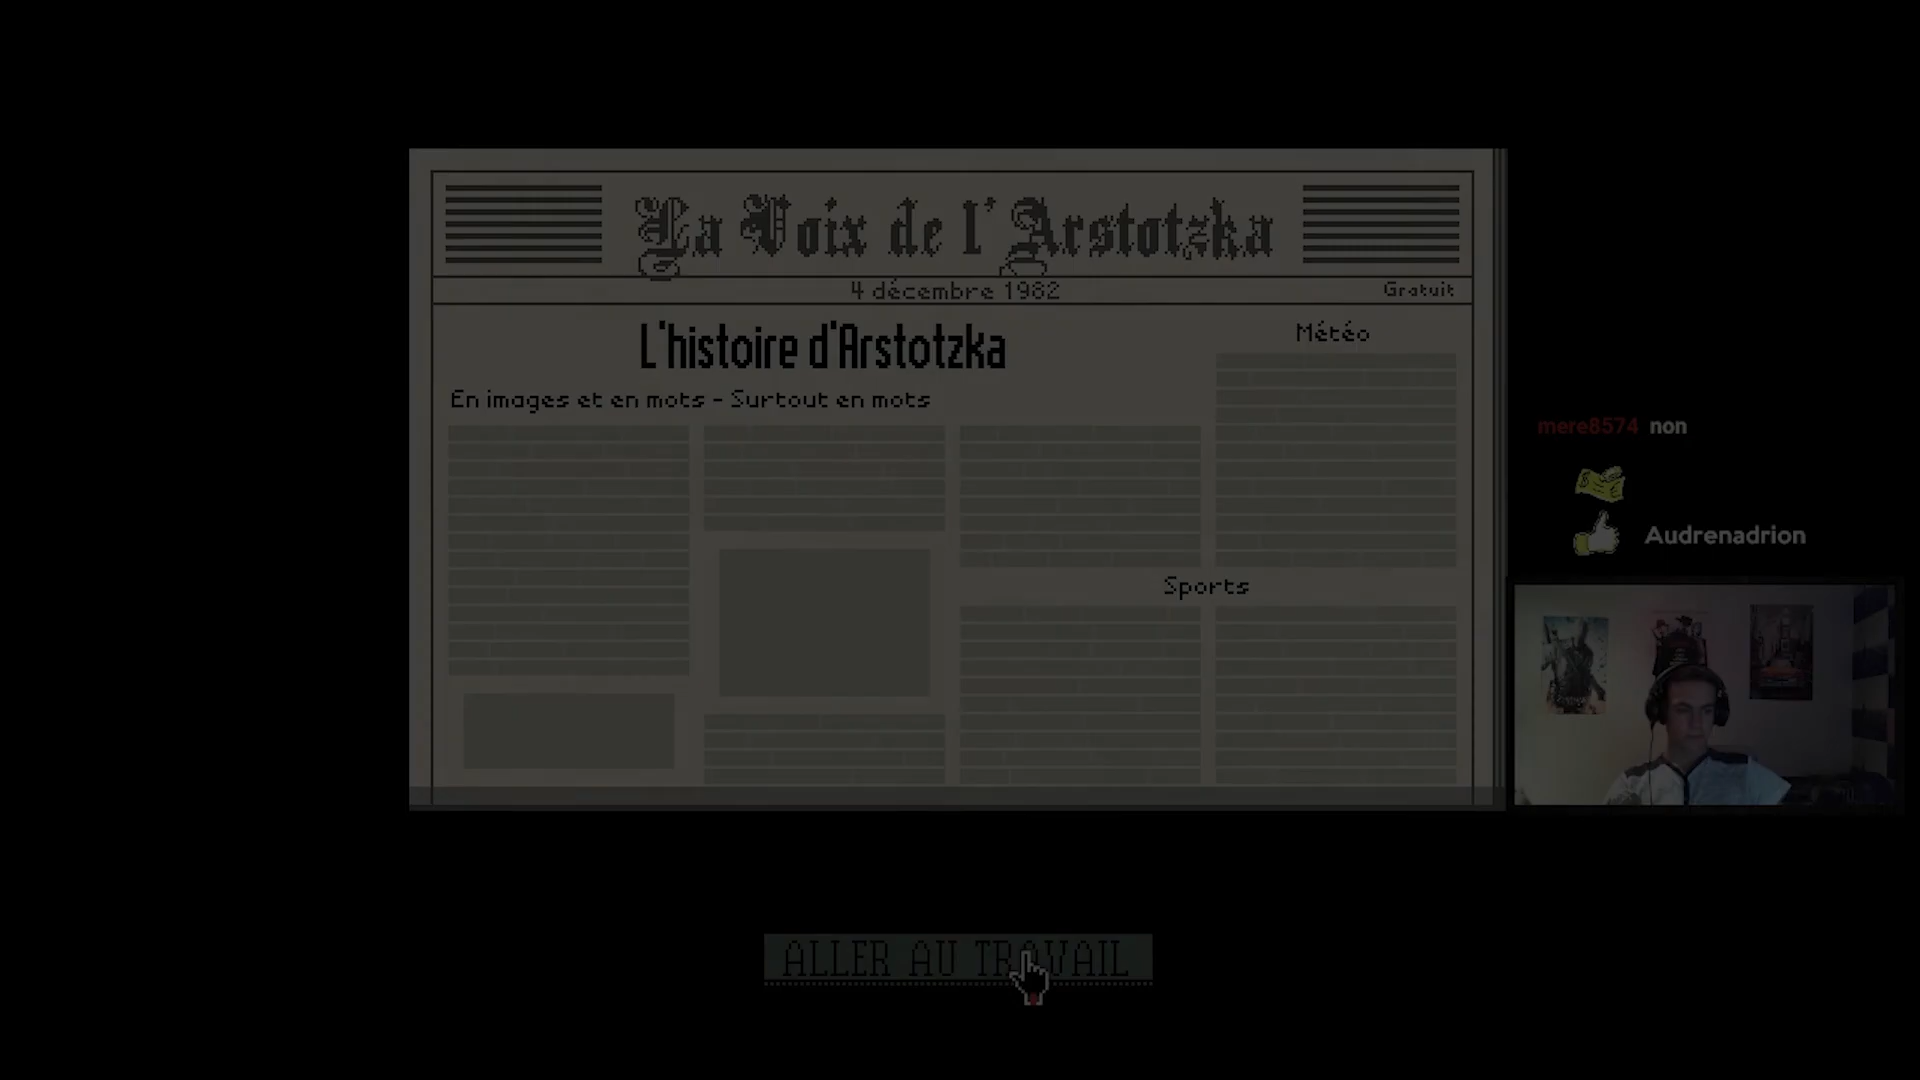 La Voix de l'Arstotzka
4 décembre 1982
Gratuit
L'histoire d'Arstotzka
En images et en mots - Surtout en mots
Météo
Sports
mere8574 non
Audrenadrion
ALLER AU TRAVAIL